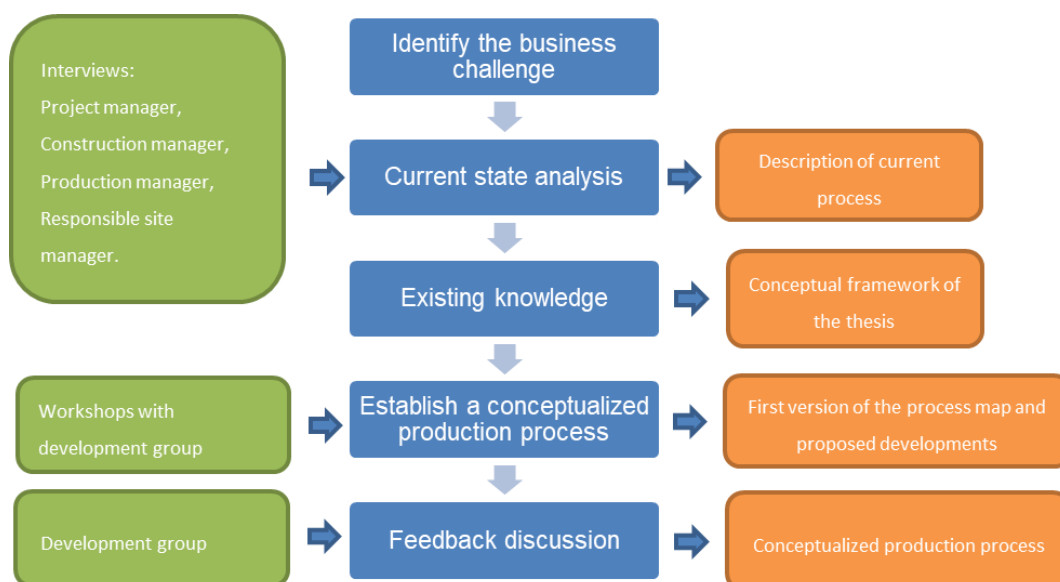 Identify the business
challenge
Interviews:
Project manager,
Construction manager,
Production manager,
Responsible site
manager.
Current state analysis
Description of current
process
Existing knowledge
Conceptual framework of
the thesis
Workshops with
development group
Establish a conceptualized
production process
First version of the process map and
proposed developments
Development group
Feedback discussion
Conceptualized production process